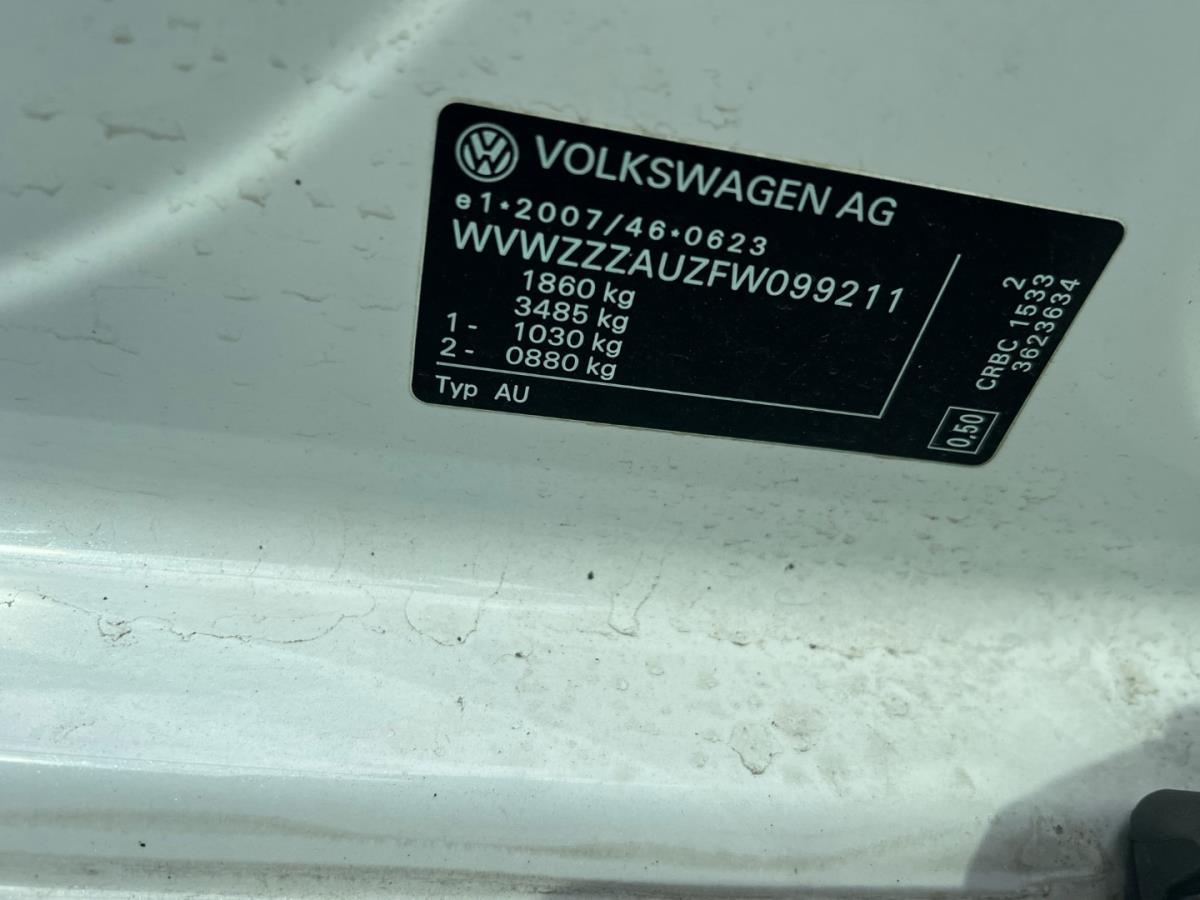 VOLKSWAGEN AG
e1*2007/46*0623
WVWZZZAUZFW099211
1860 kg
3485 kg
1- 1030 kg
2- 0880 kg
Typ AU
2
CRBC 1533
3623634
0.50